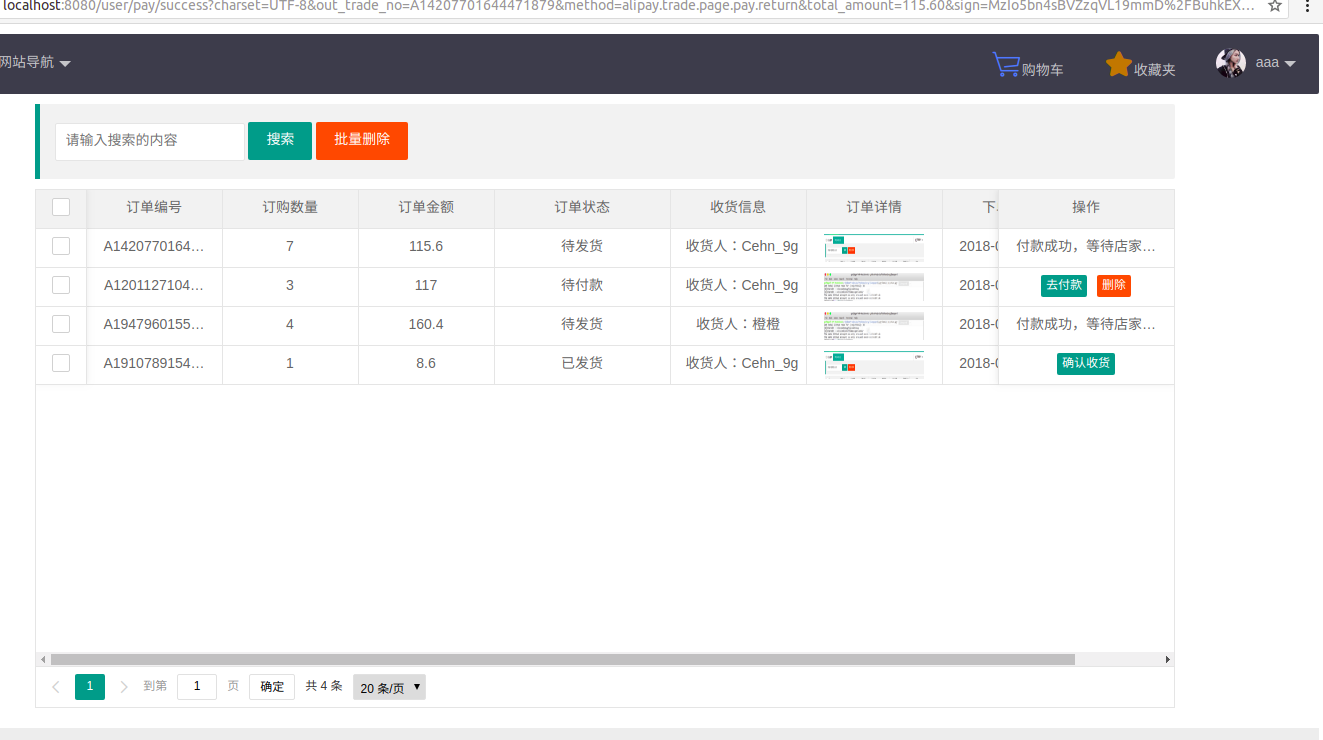 localhost:8080/user/pay/success?charset=UTF-8&out_trade_no=A14207701644471879&method=alipay.trade.page.pay.return&total_amount=115.60&sign=MzIo5bn4sBVZzqVL19mmD%2FBuhkEX...
网站导航 购物车 收藏夹 aaa
请输入搜索的内容 搜索 批量删除
订单编号 订购数量 订单金额 订单状态 收货信息 订单详情 下. 操作
A1420770164... 7 115.6 待发货 收货人：Cehn_9g 2018-0 付款成功，等待店家...
A1201127104... 3 117 待付款 收货人：Cehn_9g 2018-0 去付款 删除
A1947960155... 4 160.4 待发货 收货人：橙橙 2018-0 付款成功，等待店家...
A1910789154... 1 8.6 已发货 收货人：Cehn_9g 2018-0 确认收货
1 到第 1 页 确定 共 4 条 20 条/页